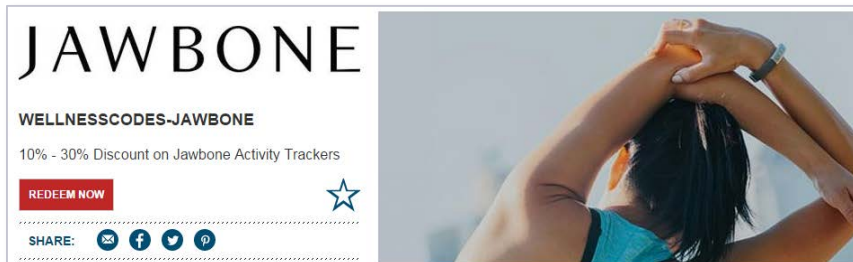 JAWBONE
WELLNESSCODES-JAWBONE
10% - 30% Discount on Jawbone Activity Trackers
REDEEM NOW
SHARE: